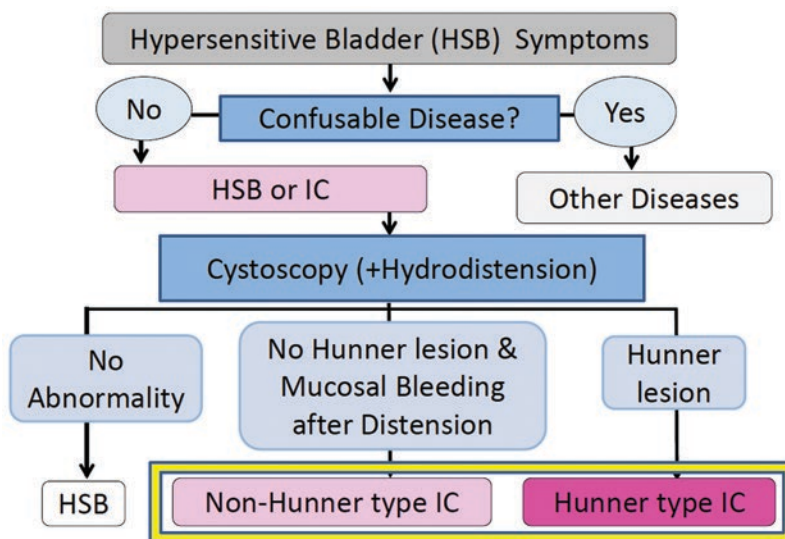 Hypersensitive Bladder (HSB) Symptoms
No
Confusable Disease?
Yes
HSB or IC
Other Diseases
Cystoscopy (+Hydrodistension)
No
Abnormality
No Hunner lesion &
Mucosal Bleeding
after Distension
Hunner
lesion
HSB
Non-Hunner type IC
Hunner type IC